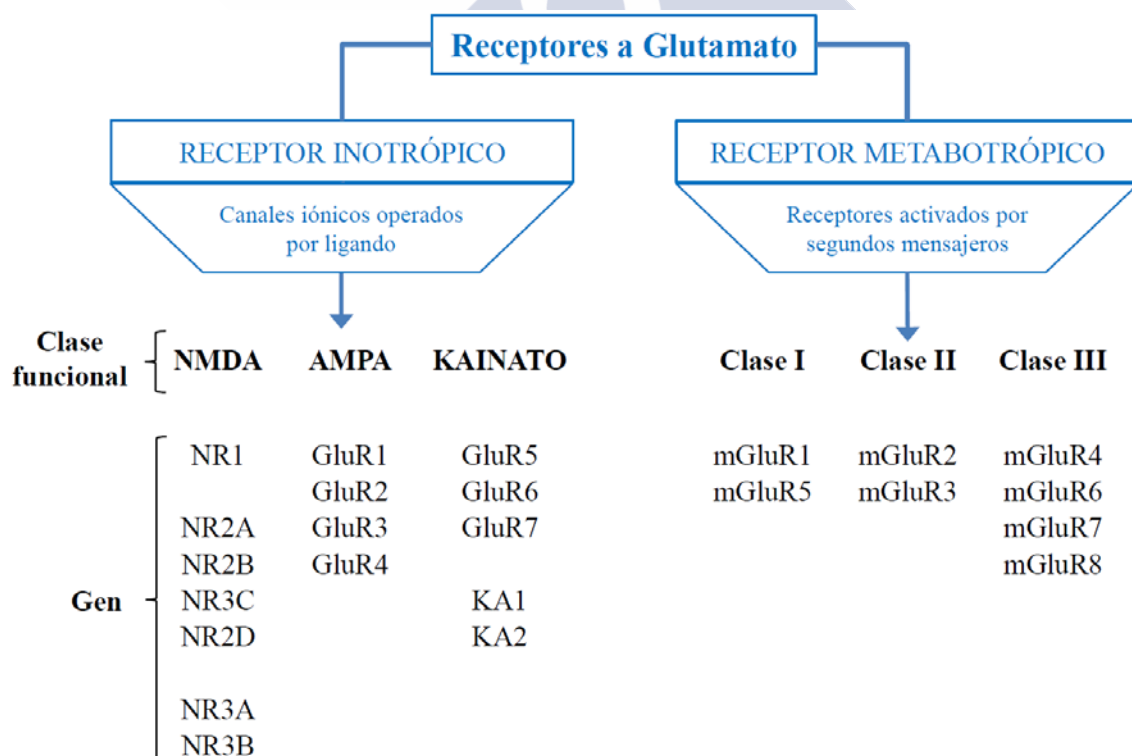 Receptores a Glutamato
RECEPTOR INOTRÓPICO
RECEPTOR METABOTRÓPICO
Canales iónicos operados
por ligando
Receptores activados por
segundos mensajeros
Clase
funcional
NMDA AMPA KAINATO Clase I Clase II Clase III
Gen
NR1 GluR1 GluR5 mGluR1 mGluR2 mGluR4
GluR2 GluR6 mGluR5 mGluR3 mGluR6
NR2A GluR3 GluR7 mGluR7
NR2B GluR4 mGluR8
NR3C KA1
NR2D KA2
NR3A
NR3B